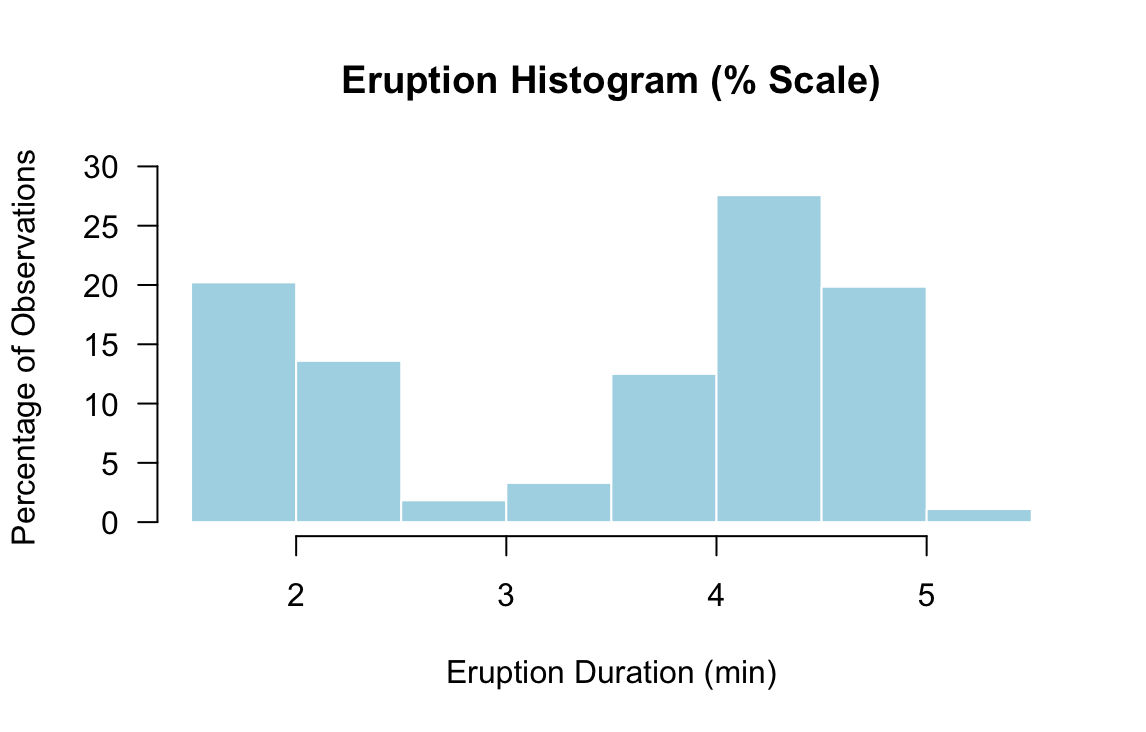 Eruption Histogram (% Scale)
Percentage of Observations
30
25
20
15
10
5
0
2 3 4 5
Eruption Duration (min)